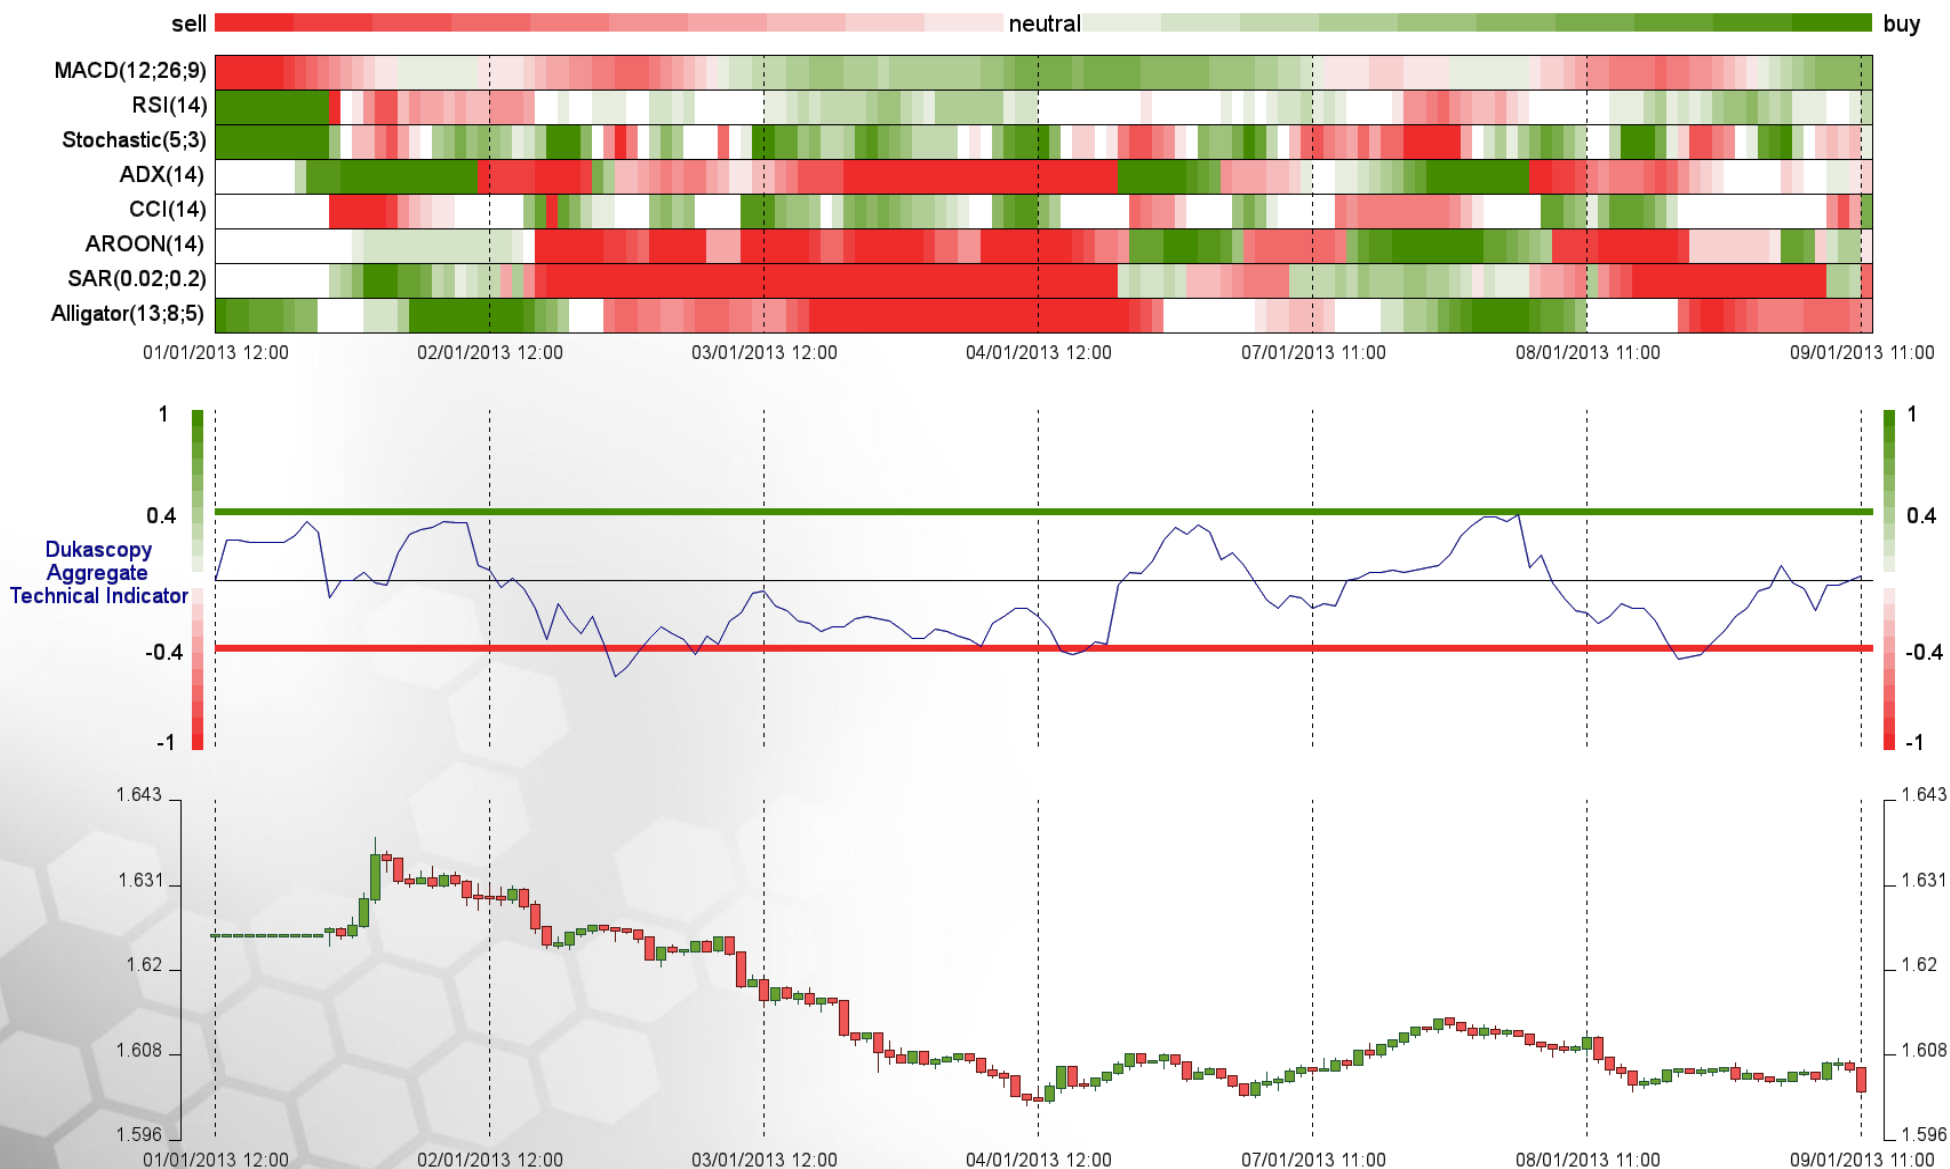 sell neutral buy
MACD(12;26;9)
RSI(14)
Stochastic(5;3)
ADX(14)
CCI(14)
AROON(14)
SAR(0.02;0.2)
Alligator(13;8;5)
01/01/2013 12:00 02/01/2013 12:00 03/01/2013 12:00 04/01/2013 12:00 07/01/2013 11:00 08/01/2013 11:00 09/01/2013 11:00
1 1
0.4 0.4
Dukascopy
Aggregate
Technical Indicator
-0.4 -0.4
-1 -1
1.643 1.643
1.631 1.631
1.62 1.62
1.608 1.608
1.596 1.596
01/01/2013 12:00 02/01/2013 12:00 03/01/2013 12:00 04/01/2013 12:00 07/01/2013 11:00 08/01/2013 11:00 09/01/2013 11:00